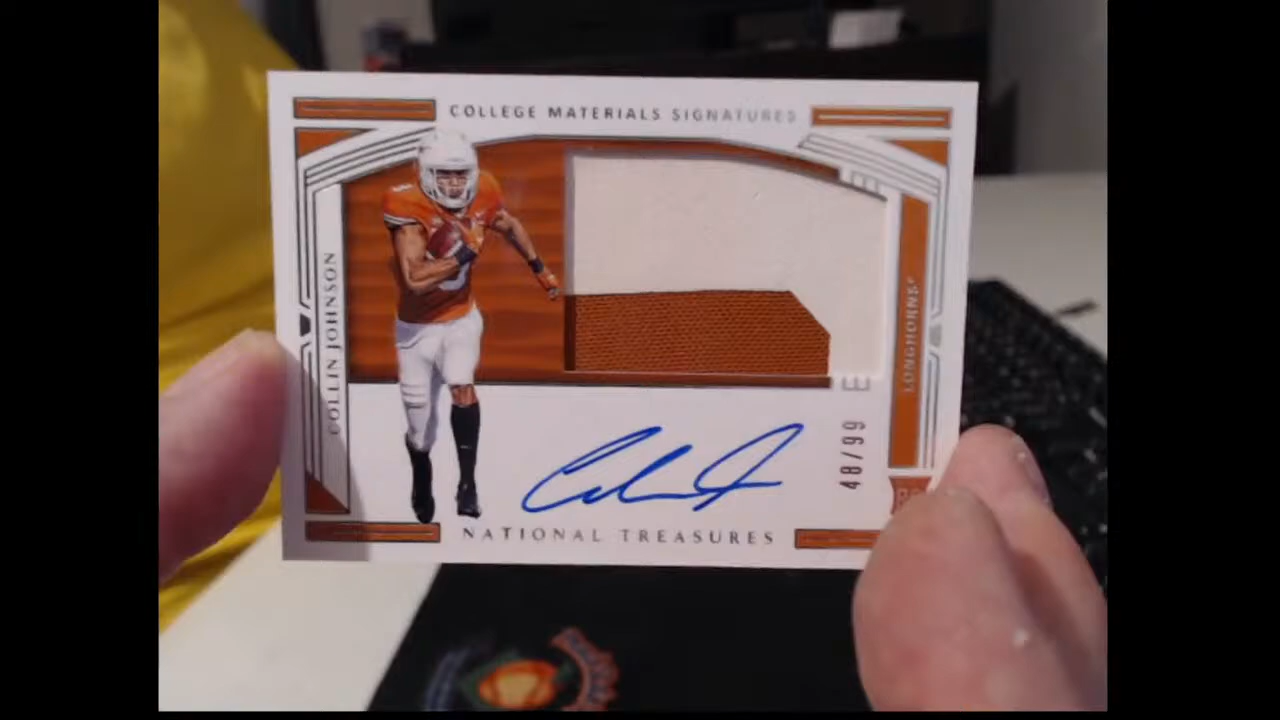 COLLEGE MATERIALS SIGNATURES
COLLIN JOHNSON
LONGHORNS
48/99
NATIONAL TREASURES